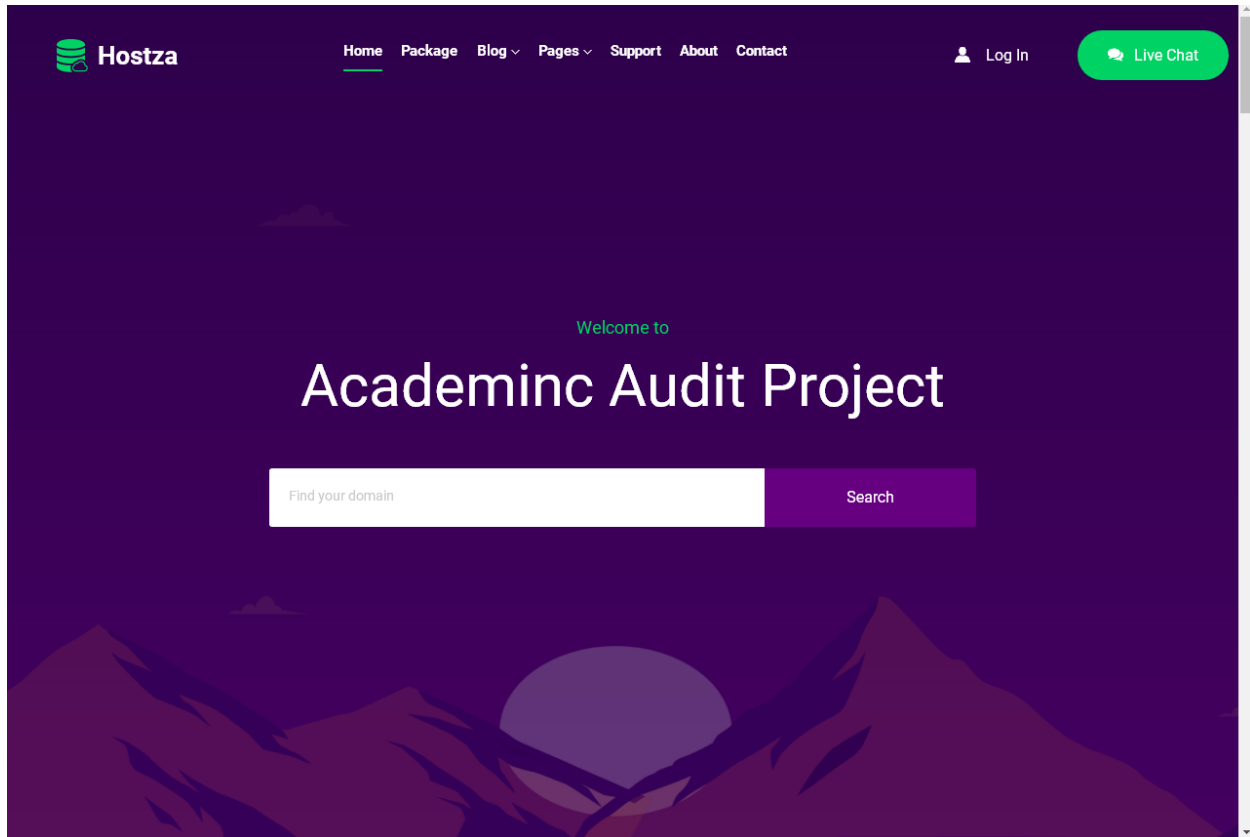 Hostza
Home Package Blog Pages Support About Contact
Log In
Live Chat
Welcome to
Academinc Audit Project
Find your domain
Search